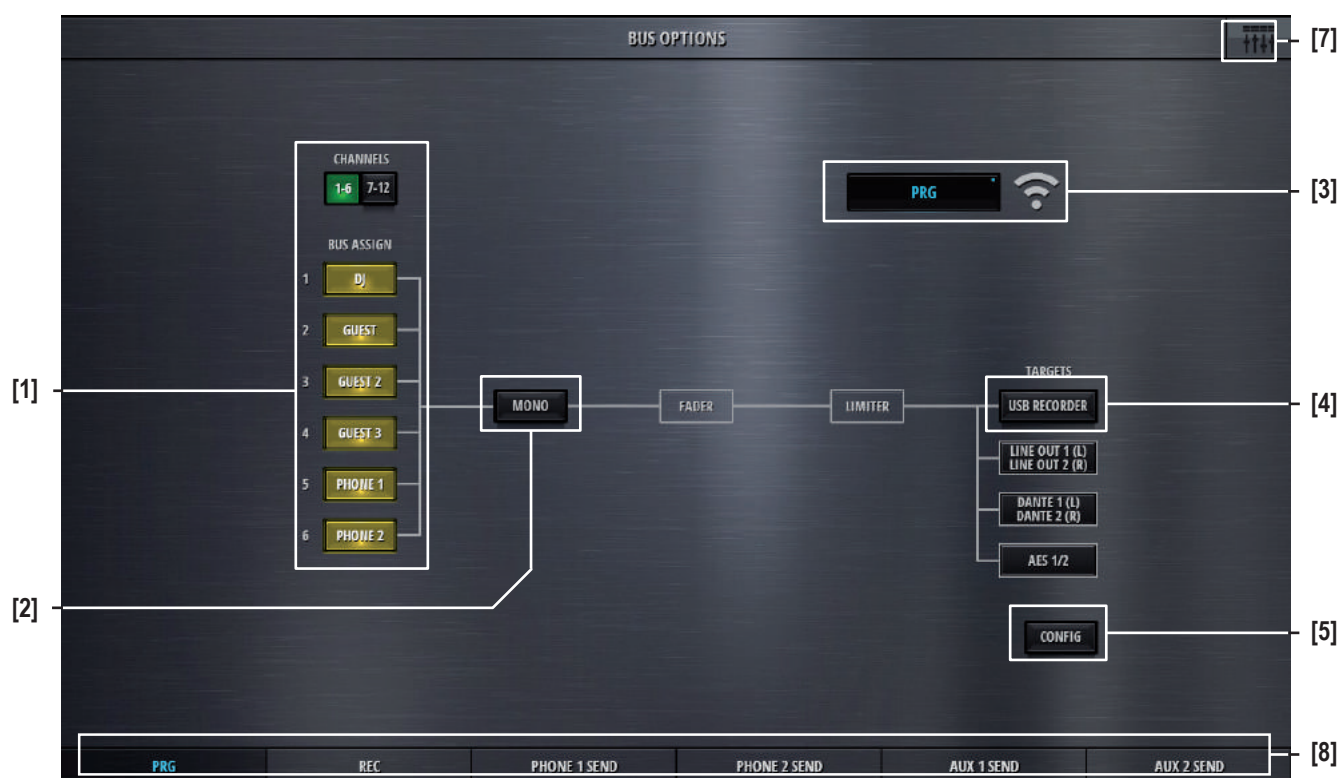 BUS OPTIONS
[7]
CHANNELS
1-6 7-12
PRG
[3]
BUS ASSIGN
1 DJ
2 GUEST
3 GUEST 2
4 GUEST 3
5 PHONE 1
6 PHONE 2
[1]
MONO
FADER
LIMITER
TARGETS
USB RECORDER
[4]
LINE OUT 1 (L)
LINE OUT 2 (R)
DANTE 1 (L)
DANTE 2 (R)
AES 1/2
[2]
CONFIG
[5]
PRG REC PHONE 1 SEND PHONE 2 SEND AUX 1 SEND AUX 2 SEND
[8]